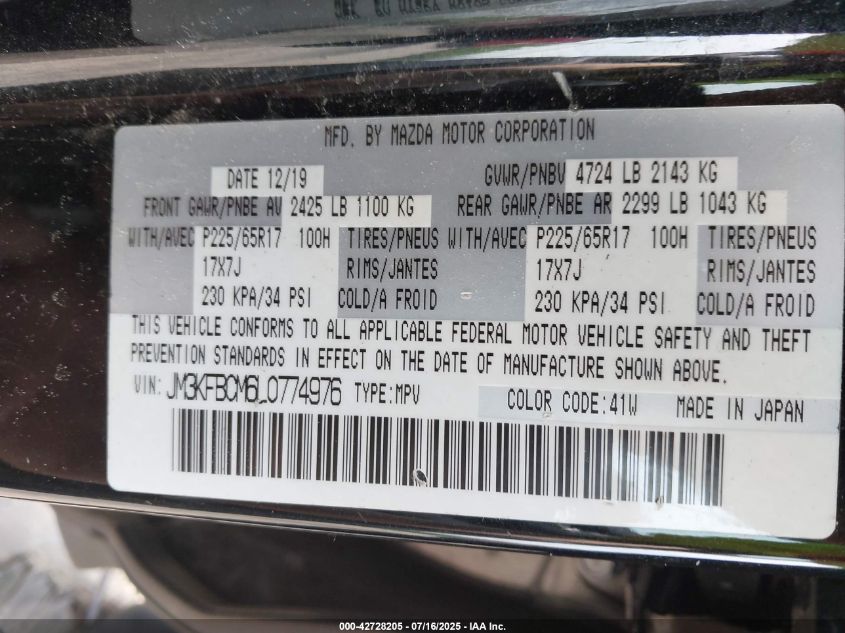 MFD. BY MAZDA MOTOR CORPORATION
DATE 12/19 GVWR/PNBV 4724 LB 2143 KG
FRONT GAWR/PNBE AV 2425 LB 1100 KG REAR GAWR/PNBE AR 2299 LB 1043 KG
WITH/AVEC P225/65R17 100H TIRES/PNEUS WITH/AVEC P225/65R17 100H TIRES/PNEUS
17X7J RIMS/JANTES 17X7J RIMS/JANTES
230 KPA/34 PSI COLD/A FROID 230 KPA/34 PSI COLD/A FROID
THIS VEHICLE CONFORMS TO ALL APPLICABLE FEDERAL MOTOR VEHICLE SAFETY AND THEFT
PREVENTION STANDARDS IN EFFECT ON THE DATE OF MANUFACTURE SHOWN ABOVE.
VIN: JM3KFBCM6L0774976 TYPE:MPV COLOR CODE:41W MADE IN JAPAN
000-42728205 - 07/16/2025 - IAA Inc.